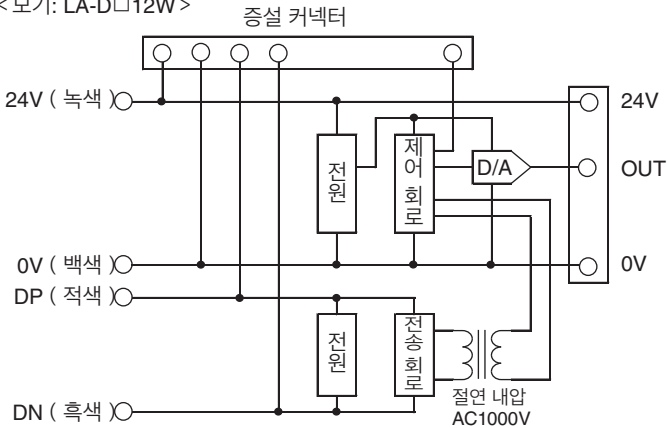 <모기: LA-D□12W>
증설 커넥터
24V ( 녹색 )
24V
전원
제어 회로
D/A
OUT
0V ( 백색 )
0V
DP ( 적색 )
전원
전송 회로
절연 내압
AC1000V
DN ( 흑색 )